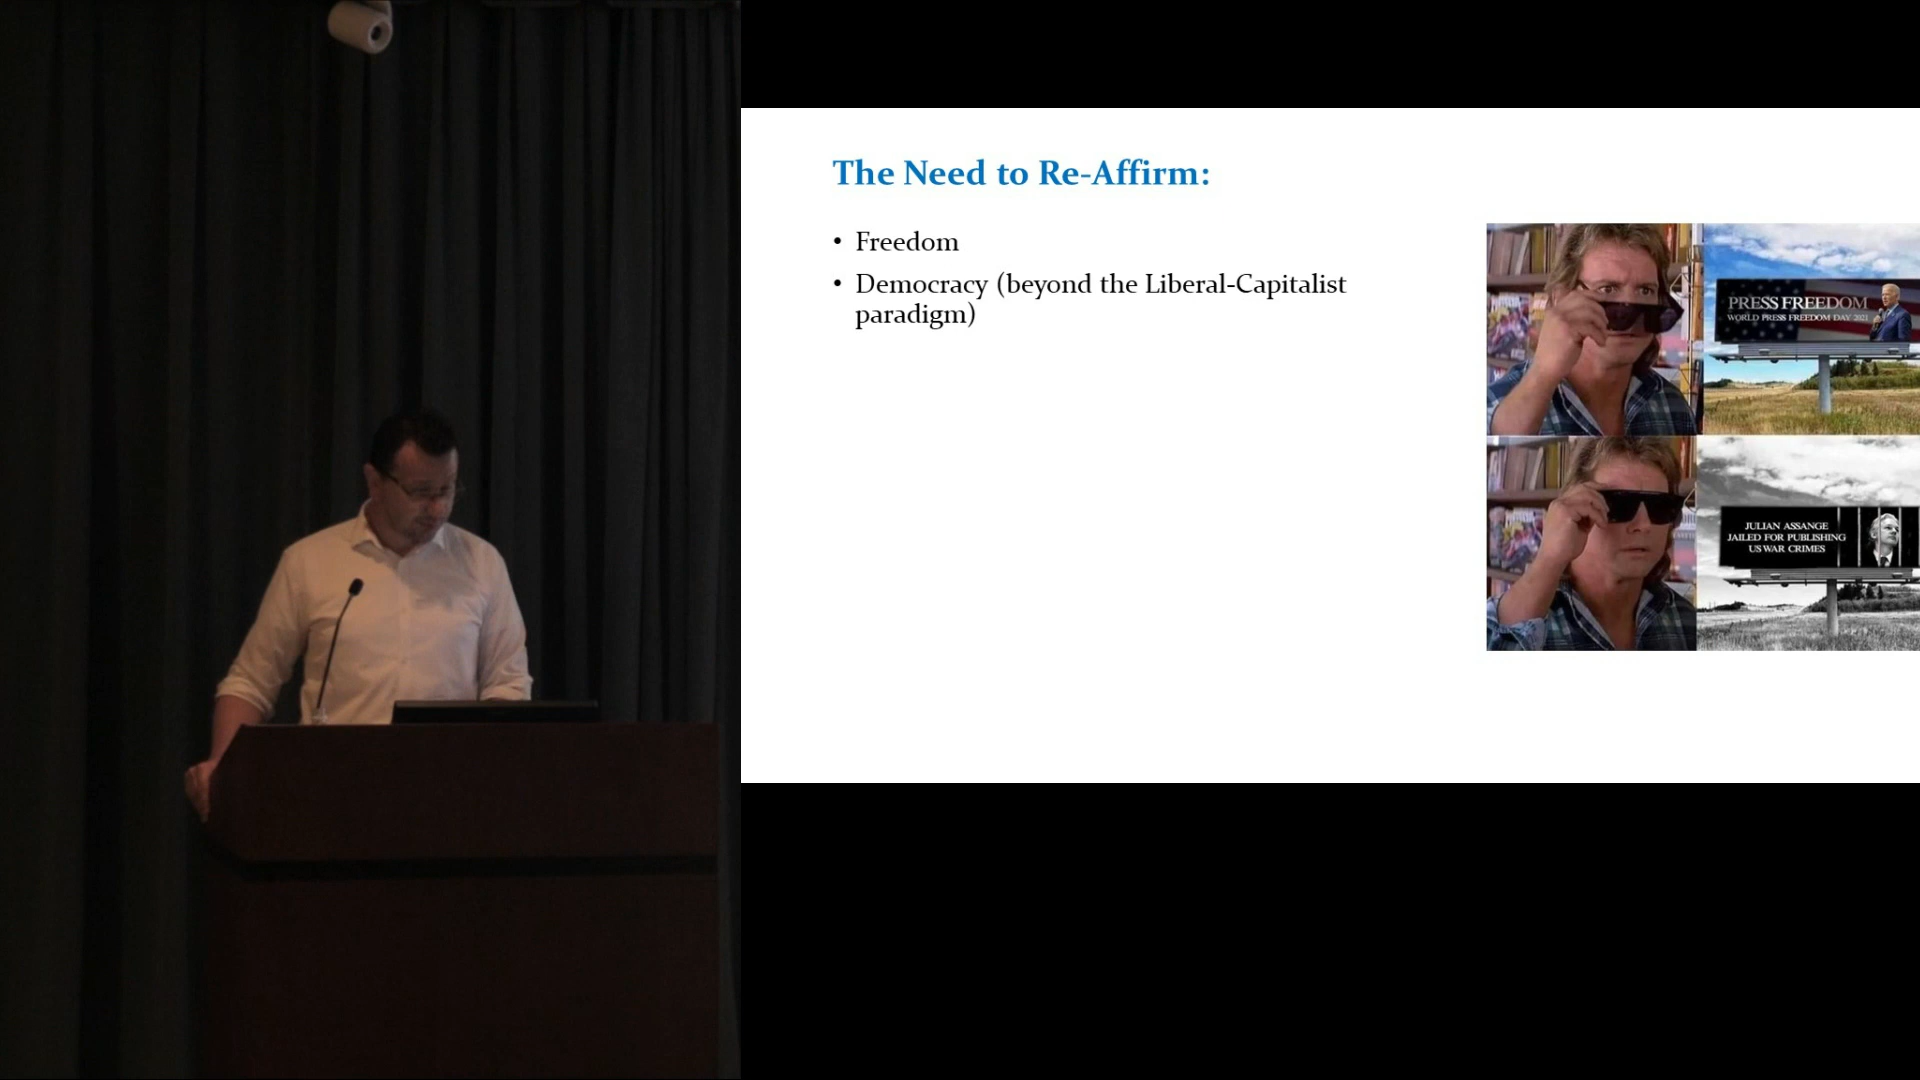 The Need to Re-Affirm:
• Freedom
• Democracy (beyond the Liberal-Capitalist
paradigm)
PRESS FREEDOM
WORLD PRESS FREEDOM DAY 2021
JULIAN ASSANGE
JAILED FOR PUBLISHING
US WAR CRIMES